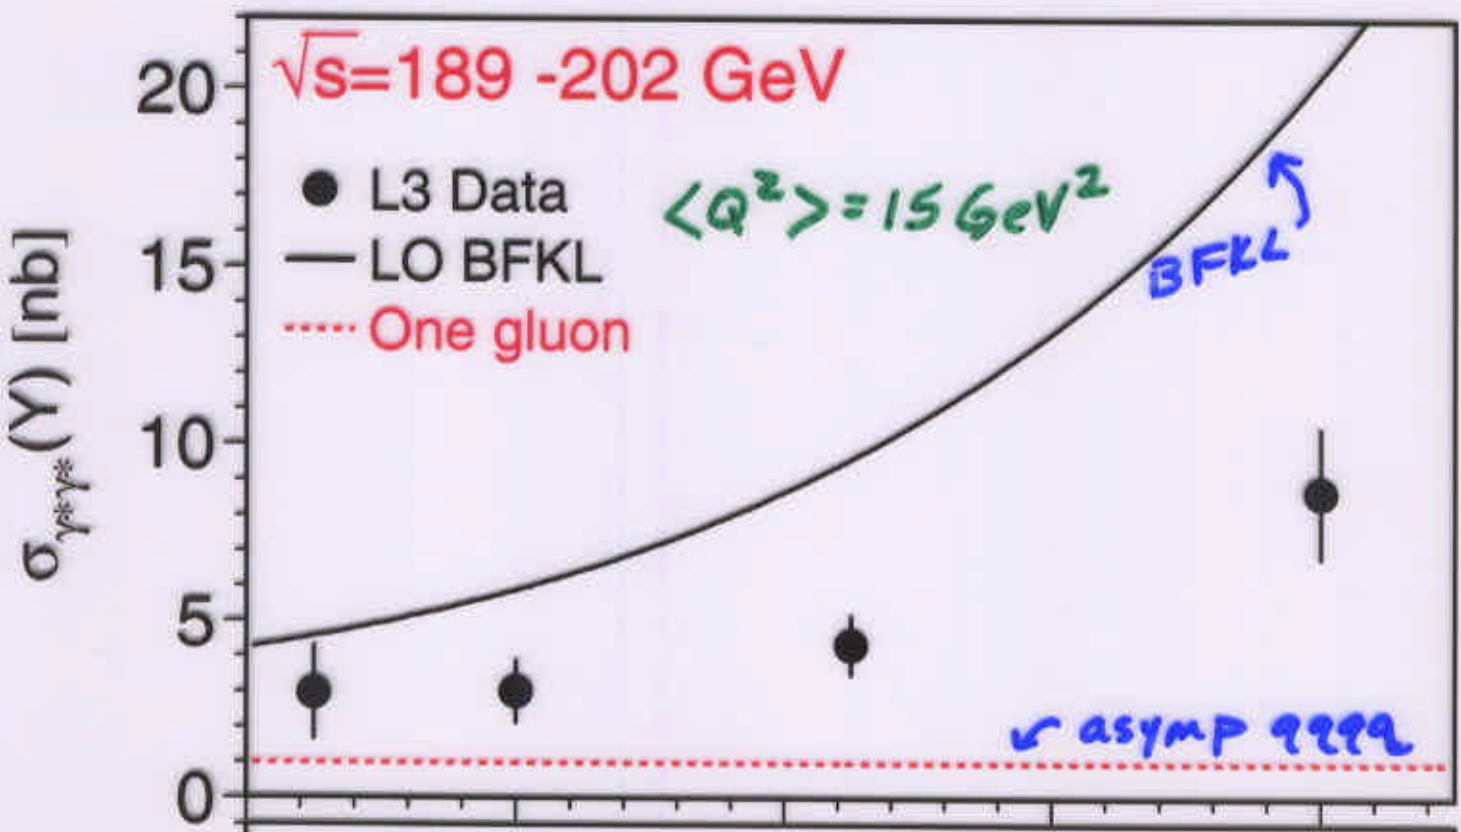 √s=189 -202 GeV
L3 Data
<Q²>=15 GeV²
LO BFKL
One gluon
BFKL
asymp qqqq
σγ*γ*(Y) [nb]
20
15
10
5
0